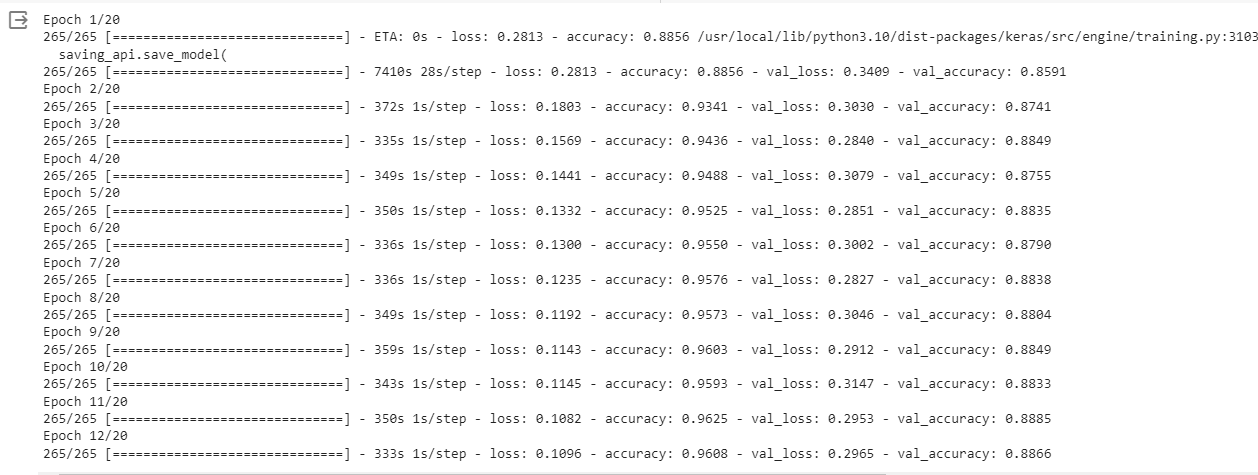 Epoch 1/20
265/265 [==============================] - ETA: 0s - loss: 0.2813 - accuracy: 0.8856 /usr/local/lib/python3.10/dist-packages/keras/src/engine/training.py:3103
  saving_api.save_model(
265/265 [==============================] - 7410s 28s/step - loss: 0.2813 - accuracy: 0.8856 - val_loss: 0.3409 - val_accuracy: 0.8591
Epoch 2/20
265/265 [==============================] - 372s 1s/step - loss: 0.1803 - accuracy: 0.9341 - val_loss: 0.3030 - val_accuracy: 0.8741
Epoch 3/20
265/265 [==============================] - 335s 1s/step - loss: 0.1569 - accuracy: 0.9436 - val_loss: 0.2840 - val_accuracy: 0.8849
Epoch 4/20
265/265 [==============================] - 349s 1s/step - loss: 0.1441 - accuracy: 0.9488 - val_loss: 0.3079 - val_accuracy: 0.8755
Epoch 5/20
265/265 [==============================] - 350s 1s/step - loss: 0.1332 - accuracy: 0.9525 - val_loss: 0.2851 - val_accuracy: 0.8835
Epoch 6/20
265/265 [==============================] - 336s 1s/step - loss: 0.1300 - accuracy: 0.9550 - val_loss: 0.3002 - val_accuracy: 0.8790
Epoch 7/20
265/265 [==============================] - 336s 1s/step - loss: 0.1235 - accuracy: 0.9576 - val_loss: 0.2827 - val_accuracy: 0.8838
Epoch 8/20
265/265 [==============================] - 349s 1s/step - loss: 0.1192 - accuracy: 0.9573 - val_loss: 0.3046 - val_accuracy: 0.8804
Epoch 9/20
265/265 [==============================] - 359s 1s/step - loss: 0.1143 - accuracy: 0.9603 - val_loss: 0.2912 - val_accuracy: 0.8849
Epoch 10/20
265/265 [==============================] - 343s 1s/step - loss: 0.1145 - accuracy: 0.9593 - val_loss: 0.3147 - val_accuracy: 0.8833
Epoch 11/20
265/265 [==============================] - 350s 1s/step - loss: 0.1082 - accuracy: 0.9625 - val_loss: 0.2953 - val_accuracy: 0.8885
Epoch 12/20
265/265 [==============================] - 333s 1s/step - loss: 0.1096 - accuracy: 0.9608 - val_loss: 0.2965 - val_accuracy: 0.8866